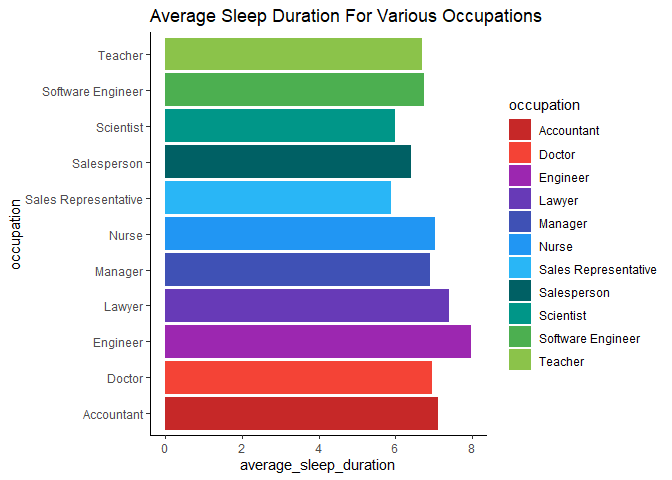 Average Sleep Duration For Various Occupations
occupation
Teacher
Software Engineer
Scientist
Salesperson
Sales Representative
Nurse
Manager
Lawyer
Engineer
Doctor
Accountant
0 2 4 6 8
average_sleep_duration
occupation
Accountant
Doctor
Engineer
Lawyer
Manager
Nurse
Sales Representative
Salesperson
Scientist
Software Engineer
Teacher